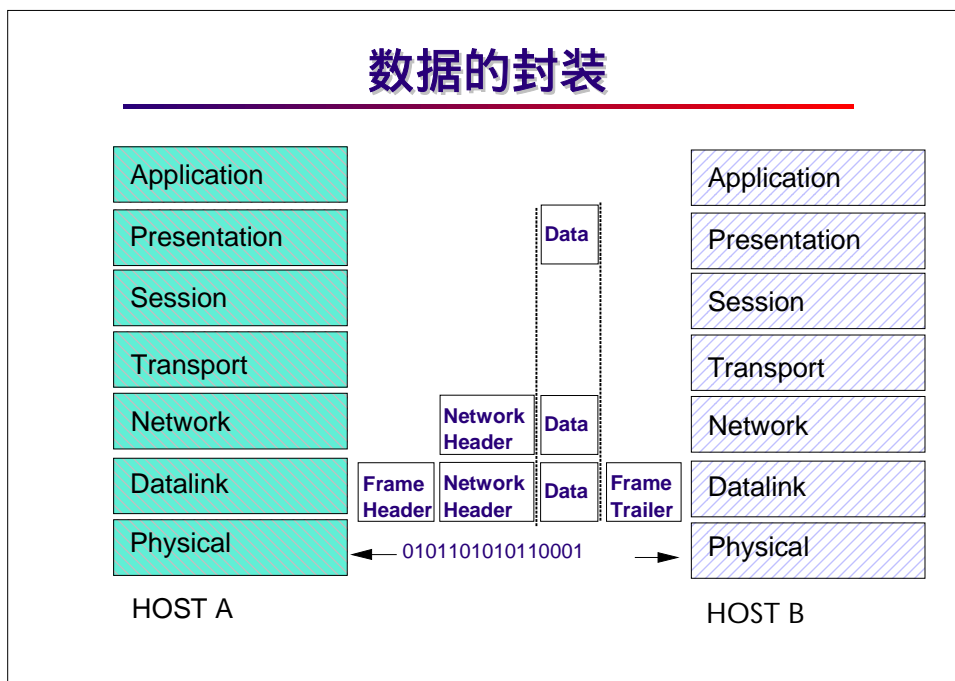 数据的封装
Application
Presentation
Session
Transport
Network
Datalink
Physical
HOST A
Data
Network
Header
Data
Frame
Header
Network
Header
Data
Frame
Trailer
0101101010110001
Application
Presentation
Session
Transport
Network
Datalink
Physical
HOST B